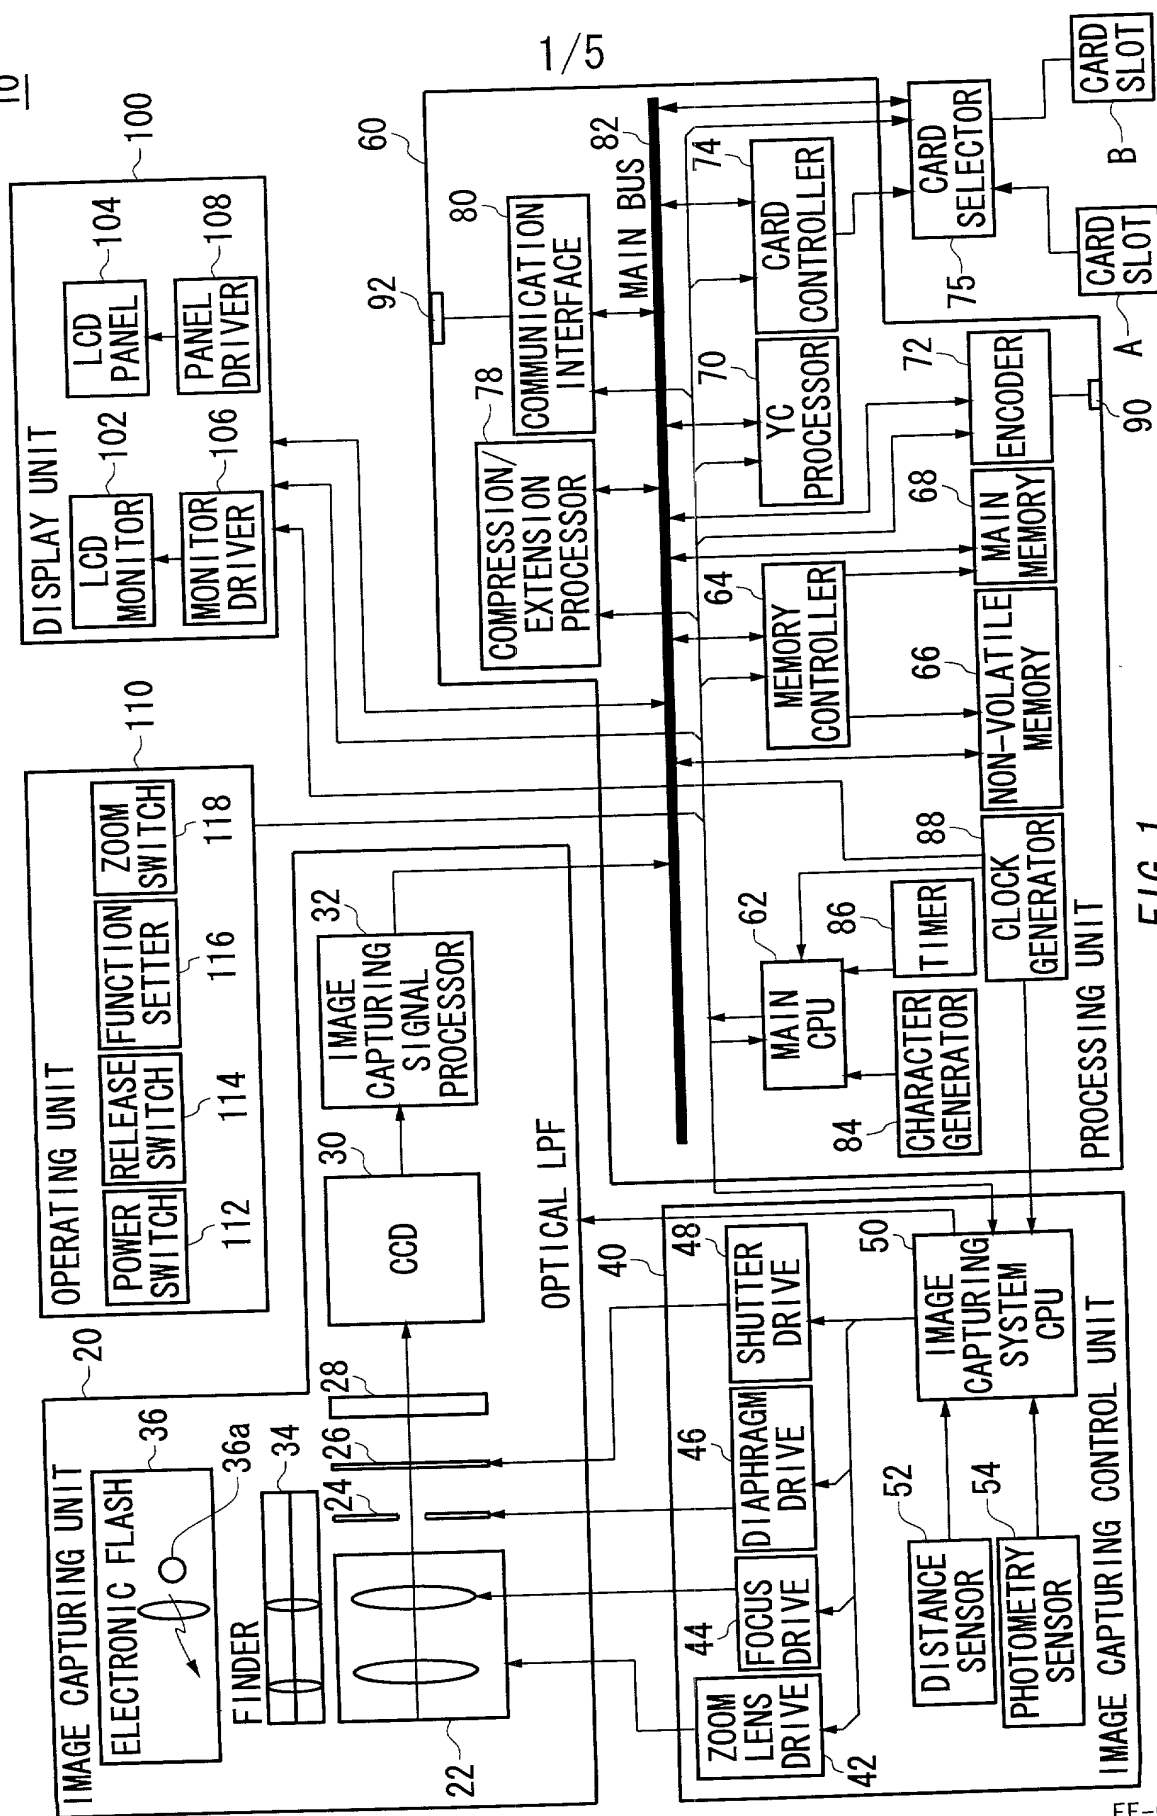 1/5
10
IMAGE CAPTURING UNIT
20
ELECTRONIC FLASH
36
36a
FINDER
34
22
24
26
28
CCD
30
IMAGE
CAPTURING
SIGNAL
PROCESSOR
32
OPTICAL LPF
OPERATING UNIT
110
POWER
SWITCH
112
RELEASE
SWITCH
114
FUNCTION
SETTER
116
ZOOM
SWITCH
118
DISPLAY UNIT
100
LCD
MONITOR
102
LCD
PANEL
104
MONITOR
DRIVER
106
PANEL
DRIVER
108
60
COMPRESSION/
EXTENSION
PROCESSOR
78
COMMUNICATION
INTERFACE
80
92
MAIN BUS
82
MAIN
CPU
62
CHARACTER
GENERATOR
84
TIMER
86
CLOCK
GENERATOR
88
MEMORY
CONTROLLER
64
NON-VOLATILE
MEMORY
66
MAIN
MEMORY
68
YC
PROCESSOR
70
ENCODER
72
90
CARD
CONTROLLER
74
CARD
SELECTOR
75
CARD
SLOT
A
CARD
SLOT
B
PROCESSING UNIT
40
ZOOM
LENS
DRIVE
42
FOCUS
DRIVE
44
DIAPHRAGM
DRIVE
46
SHUTTER
DRIVE
48
IMAGE
CAPTURING
SYSTEM
CPU
50
DISTANCE
SENSOR
52
PHOTOMETRY
SENSOR
54
IMAGE CAPTURING CONTROL UNIT
FIG. 1